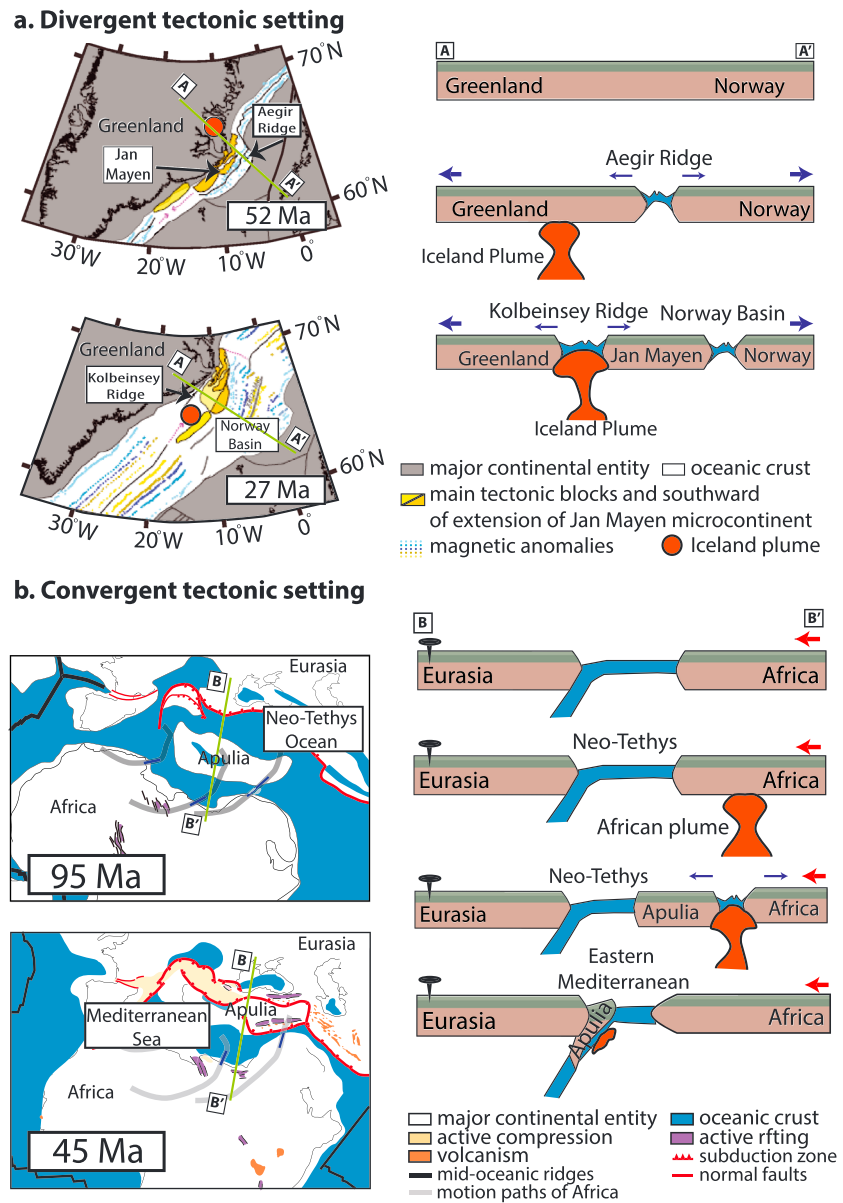 a. Divergent tectonic setting
70°N
A
Greenland
Aegir
Ridge
Jan
Mayen
A’
60°N
52 Ma
30°W
20°W
10°W
0°
A
A’
Greenland
Norway
Aegir Ridge
Greenland
Norway
Iceland Plume
70°N
Greenland
A
Kolbeinsey
Ridge
Norway
Basin
A’
60°N
27 Ma
30°W
20°W
10°W
0°
Kolbeinsey Ridge
Norway Basin
Greenland
Jan Mayen
Norway
Iceland Plume
major continental entity
oceanic crust
main tectonic blocks and southward
of extension of Jan Mayen microcontinent
magnetic anomalies
Iceland plume
b. Convergent tectonic setting
Eurasia
B
Neo-Tethys
Ocean
Apulia
Africa
B’
95 Ma
B
B’
Eurasia
Africa
Neo-Tethys
Eurasia
Africa
African plume
Neo-Tethys
Eurasia
Apulia
Africa
Eastern
Mediterranean
Eurasia
Apulia
Africa
Eurasia
B
Mediterranean
Sea
Apulia
Africa
B’
45 Ma
major continental entity
oceanic crust
active compression
active rfting
volcanism
subduction zone
mid-oceanic ridges
normal faults
motion paths of Africa